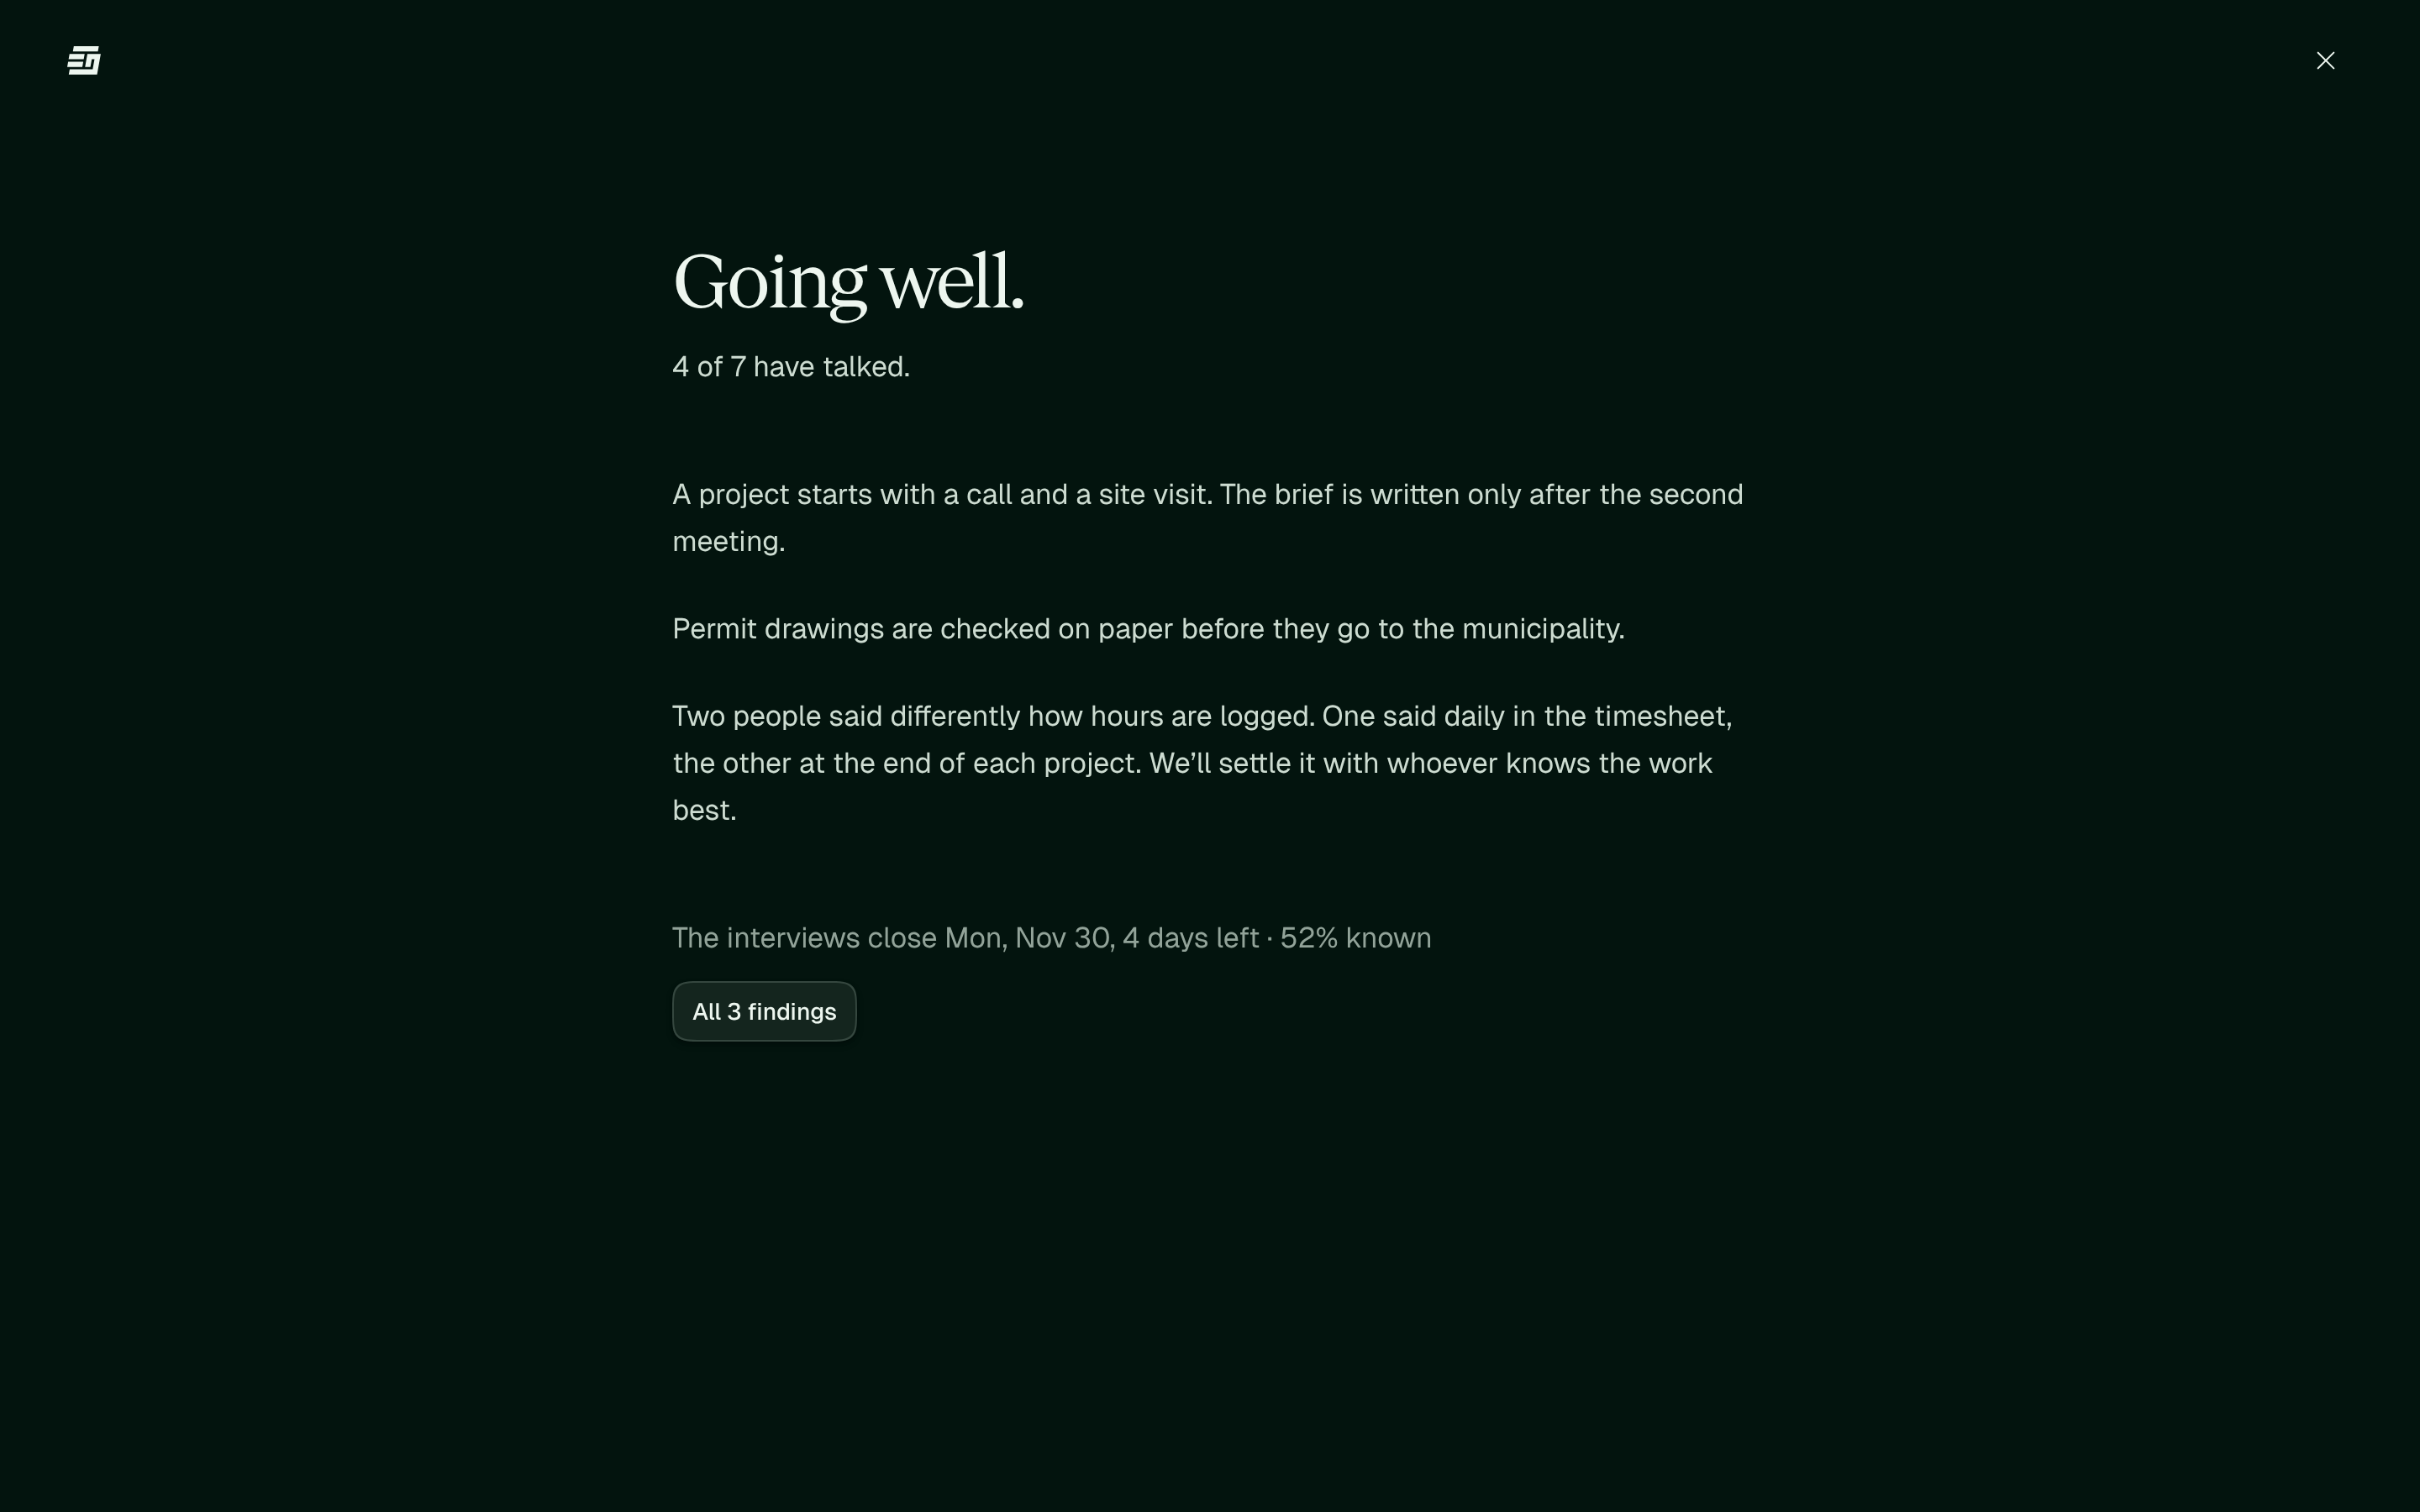 Going well.
4 of 7 have talked.
A project starts with a call and a site visit. The brief is written only after the second
meeting.
Permit drawings are checked on paper before they go to the municipality.
Two people said differently how hours are logged. One said daily in the timesheet,
the other at the end of each project. We’ll settle it with whoever knows the work
best.
The interviews close Mon, Nov 30, 4 days left · 52% known
All 3 findings